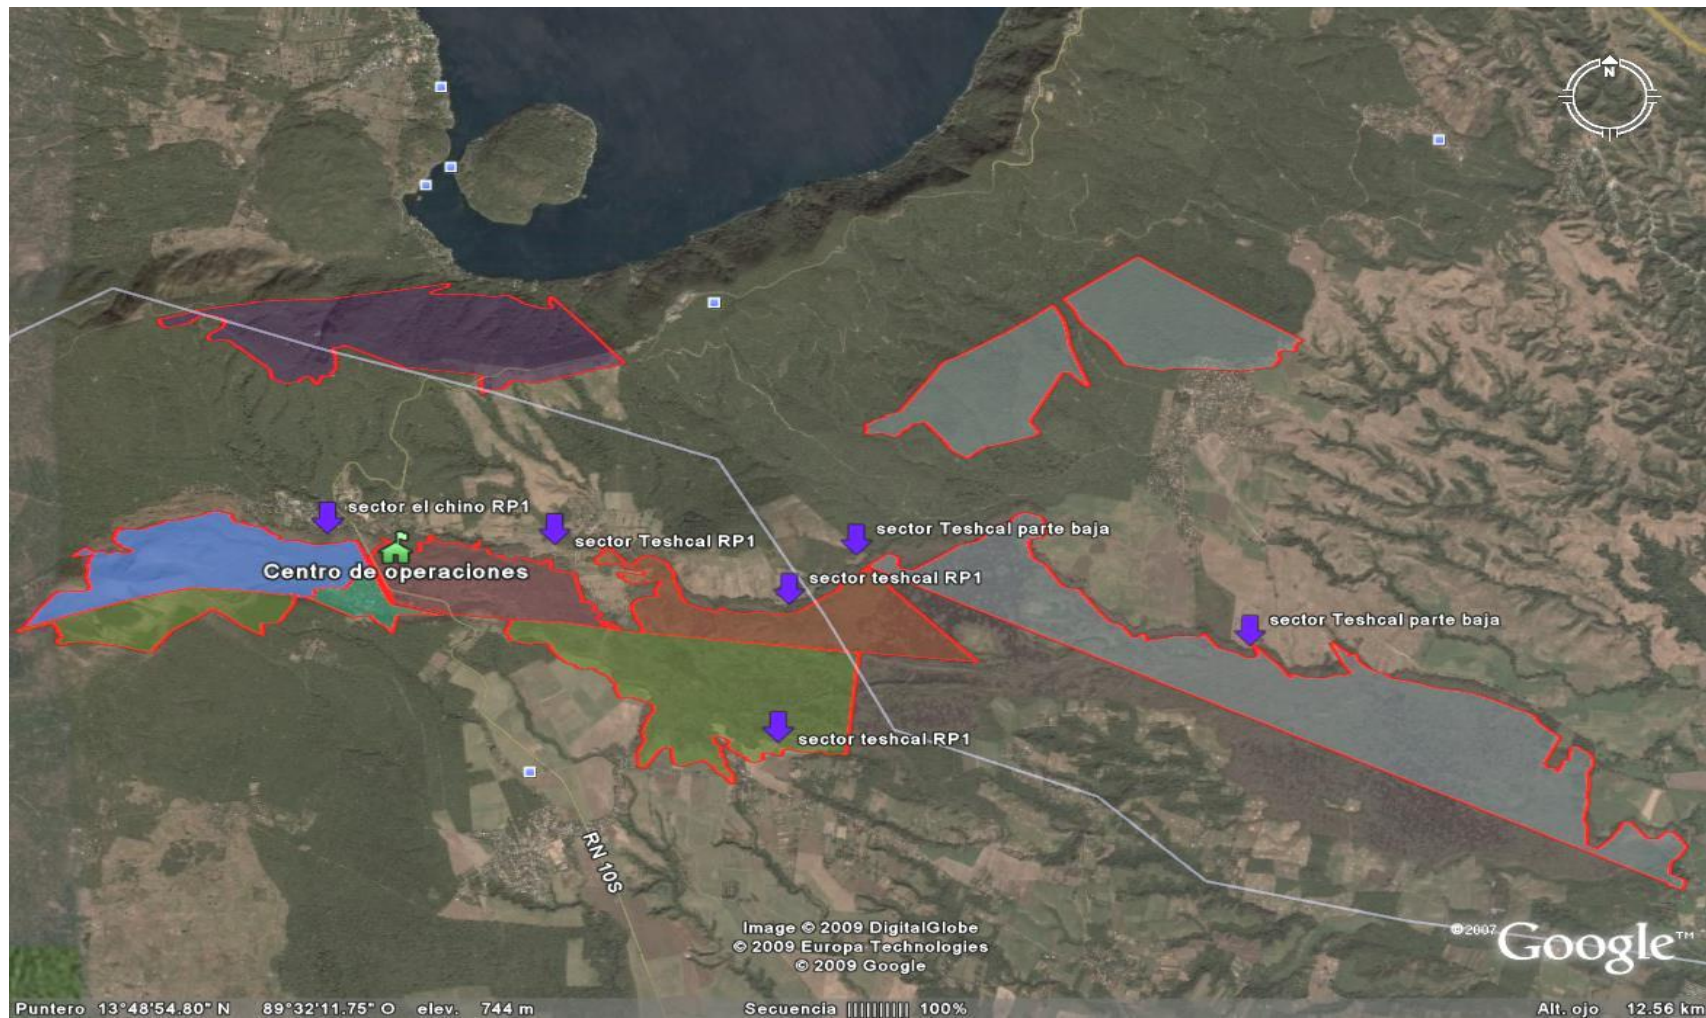 N
sector el chino RP1
sector Teshcal RP1
sector Teshcal parte baja
Centro de operaciones
sector teshcal RP1
sector Teshcal parte baja
sector teshcal RP1
RN 10S
Image © 2009 DigitalGlobe
© 2009 Europa Technologies
© 2009 Google
©2007 Google™
Puntero 13°48'54.80" N 89°32'11.75" O elev. 744 m Secuencia 100% Alt. ojo 12.56 km